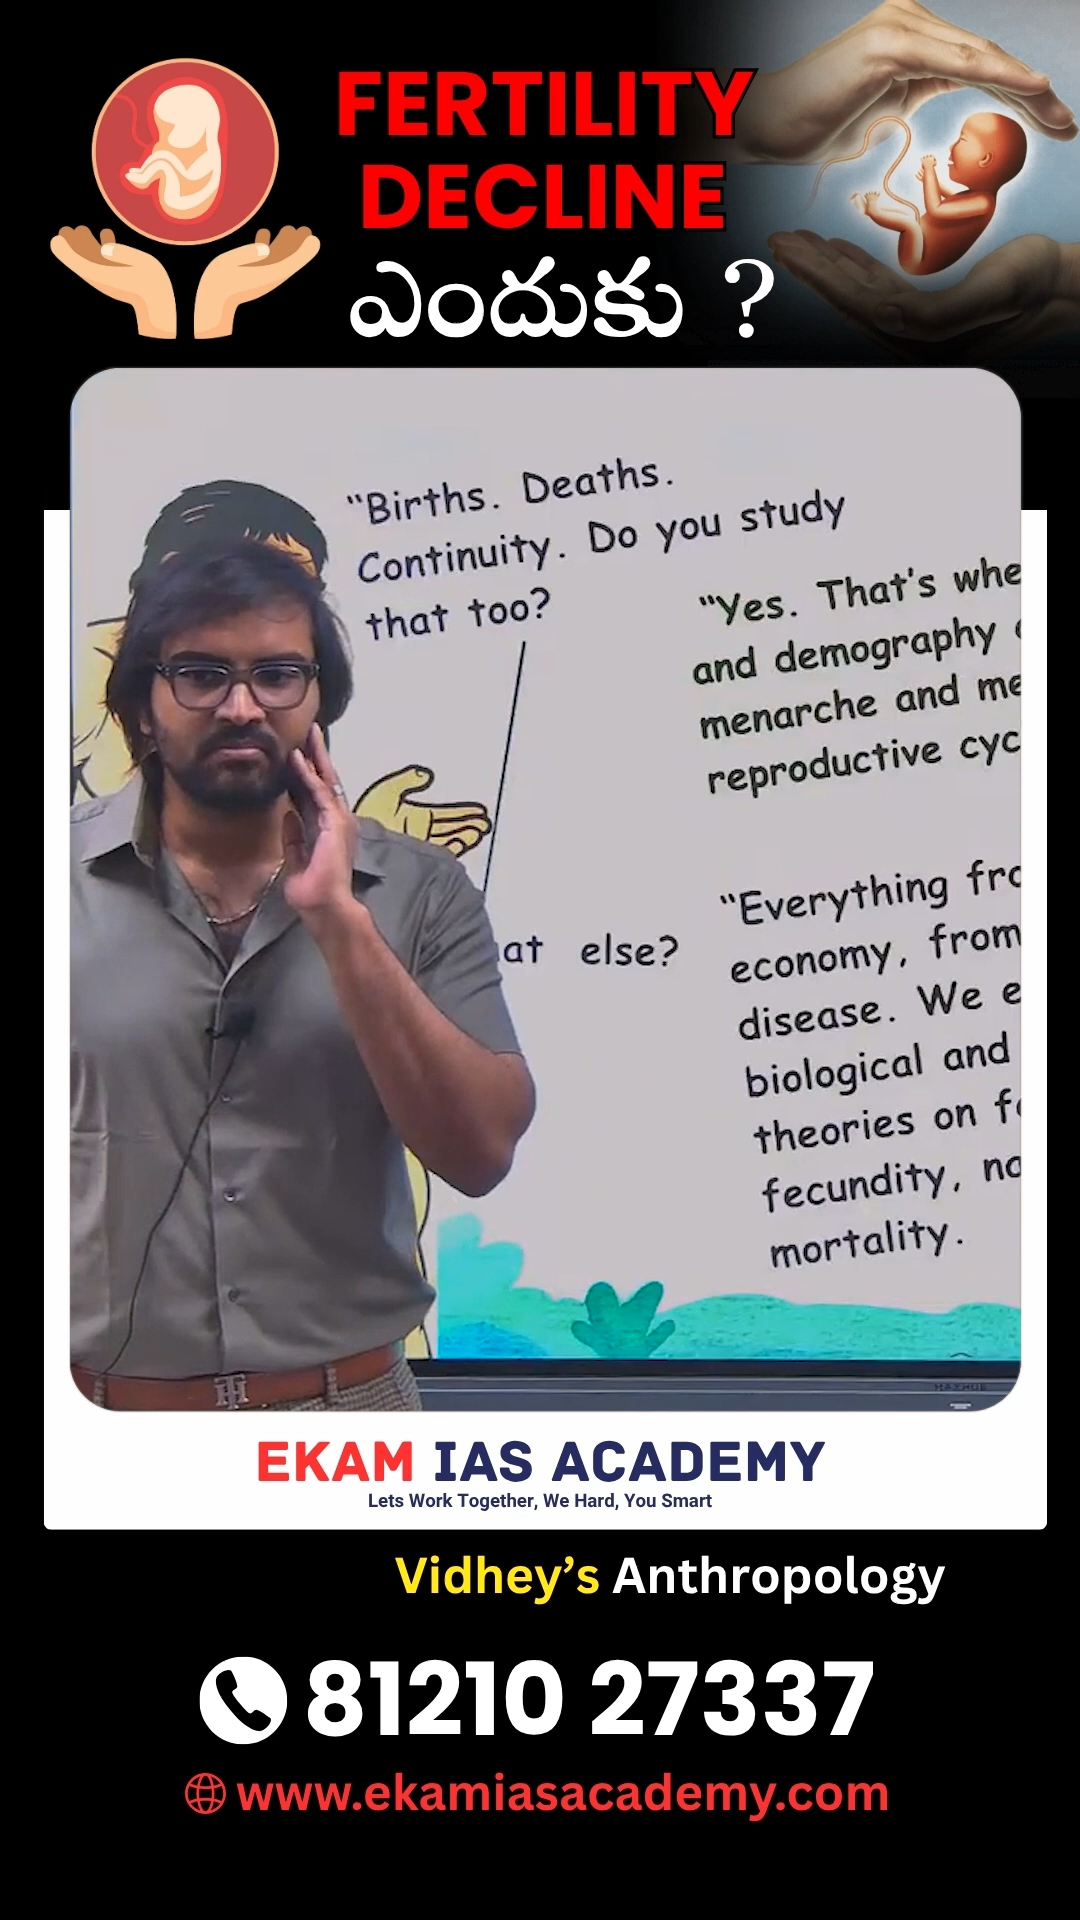 FERTILITY
DECLINE
ఎందుకు ?
"Births. Deaths.
Continuity. Do you study
that too?
"Yes. That's whe
and demography
menarche and me
reproductive cyc
at else?
"Everything fro
economy, from
disease. We e
biological and
theories on f
fecundity, no
mortality.
MAXHUB
EKAM IAS ACADEMY
Lets Work Together, We Hard, You Smart
Vidhey's Anthropology
81210 27337
www.ekamiasacademy.com